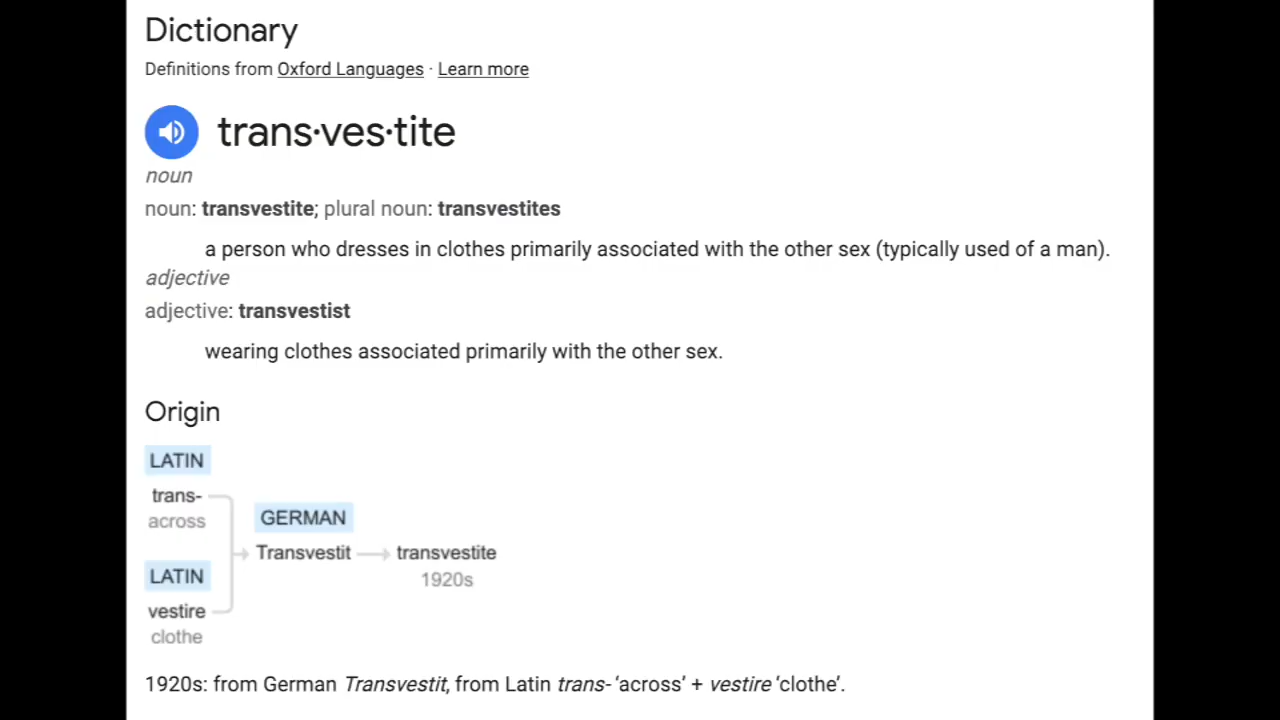 Dictionary
Definitions from Oxford Languages · Learn more
trans·ves·tite
noun
noun: transvestite; plural noun: transvestites
a person who dresses in clothes primarily associated with the other sex (typically used of a man).
adjective
adjective: transvestist
wearing clothes associated primarily with the other sex.
Origin
LATIN
trans-
across
GERMAN
Transvestit
transvestite
1920s
LATIN
vestire
clothe
1920s: from German Transvestit, from Latin trans- ‘across’ + vestire ‘clothe’.